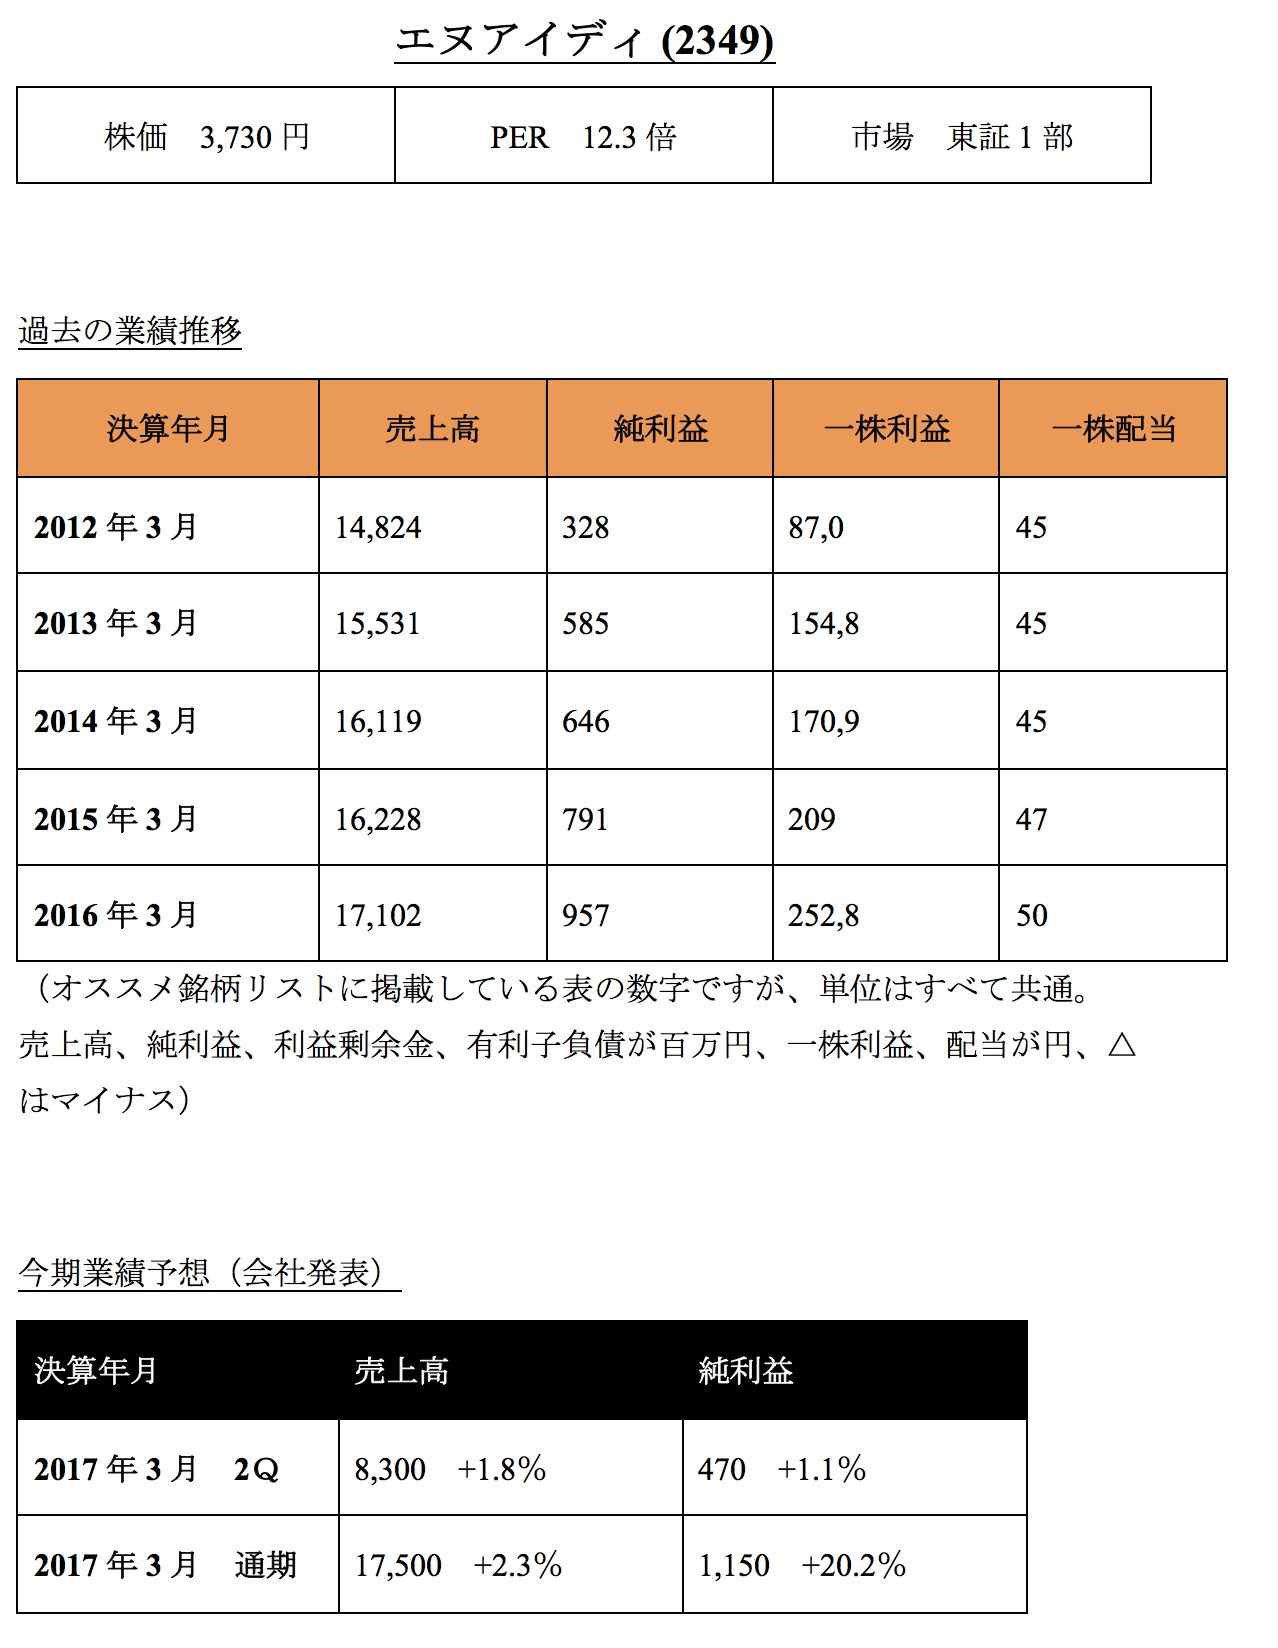 エヌアイディ (2349)
株価　3,730 円　PER　12.3 倍　市場　東証 1 部
過去の業績推移
決算年月　売上高　純利益　一株利益　一株配当
2012 年 3 月　14,824　328　87,0　45
2013 年 3 月　15,531　585　154,8　45
2014 年 3 月　16,119　646　170,9　45
2015 年 3 月　16,228　791　209　47
2016 年 3 月　17,102　957　252,8　50
（オススメ銘柄リストに掲載している表の数字ですが、単位はすべて共通。
売上高、純利益、利益剰余金、有利子負債が百万円、一株利益、配当が円、△
はマイナス）
今期業績予想（会社発表）
決算年月　売上高　純利益
2017 年 3 月　2Ｑ　8,300　+1.8％　470　+1.1％
2017 年 3 月　通期　17,500　+2.3％　1,150　+20.2％